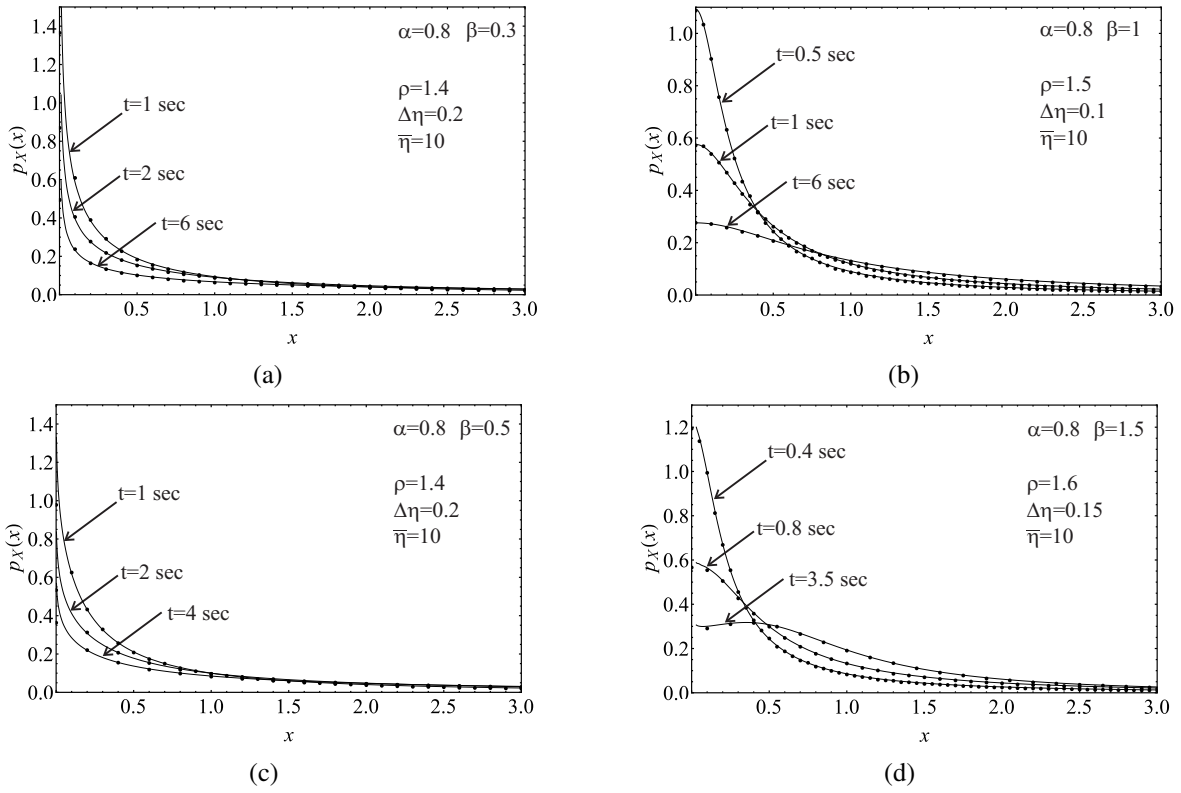 α=0.8 β=0.3
ρ=1.4
Δη=0.2
η̅=10
t=1 sec
t=2 sec
t=6 sec
p_X(x)
1.4
1.2
1.0
0.8
0.6
0.4
0.2
0.0
0.5
1.0
1.5
2.0
2.5
3.0
x
(a)
α=0.8 β=1
ρ=1.5
Δη=0.1
η̅=10
t=0.5 sec
t=1 sec
t=6 sec
p_X(x)
1.0
0.8
0.6
0.4
0.2
0.0
0.5
1.0
1.5
2.0
2.5
3.0
x
(b)
α=0.8 β=0.5
ρ=1.4
Δη=0.2
η̅=10
t=1 sec
t=2 sec
t=4 sec
p_X(x)
1.4
1.2
1.0
0.8
0.6
0.4
0.2
0.0
0.5
1.0
1.5
2.0
2.5
3.0
x
(c)
α=0.8 β=1.5
ρ=1.6
Δη=0.15
η̅=10
t=0.4 sec
t=0.8 sec
t=3.5 sec
p_X(x)
1.2
1.0
0.8
0.6
0.4
0.2
0.0
0.5
1.0
1.5
2.0
2.5
3.0
x
(d)